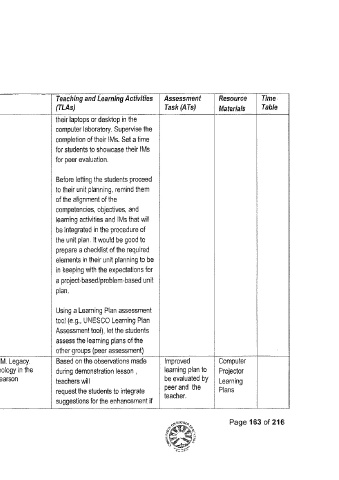 Teaching and Learning Activities
(TLAs)
Assessment
Task (ATs)
Resource
Materials
Time
Table
their laptops or desktop in the
computer laboratory. Supervise the
completion of their IMs. Set a time
for students to showcase their IMs
for peer evaluation.
Before letting the students proceed
to their unit planning, remind them
of the alignment of the
competencies, objectives, and
learning activities and IMs that will
be integrated in the procedure of
the unit plan. It would be good to
prepare a checklist of the required
elements in their unit planning to be
in keeping with the expectations for
a project-based/problem-based unit
plan.
Using a Learning Plan assessment
tool (e.g., UNESCO Learning Plan
Assessment tool), let the students
assess the learning plans of the
other groups (peer assessment)
M. Legacy.
ology in the
earson
Based on the observations made
during demonstration lesson ,
teachers will
request the students to integrate
suggestions for the enhancement if
Improved
learning plan to
be evaluated by
peer and the
teacher.
Computer
Projector
Learning
Plans
Page 163 of 216